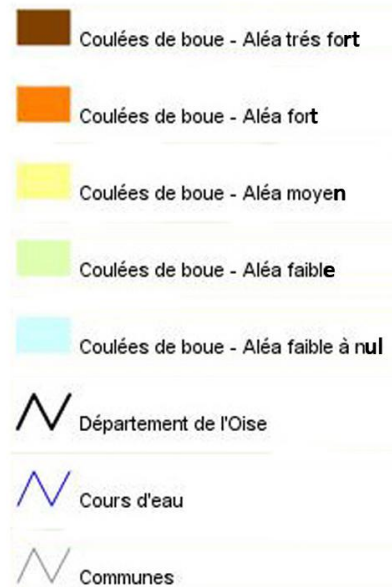 Coulées de boue - Aléa trés fort
Coulées de boue - Aléa fort
Coulées de boue - Aléa moyen
Coulées de boue - Aléa faible
Coulées de boue - Aléa faible à nul
Département de l'Oise
Cours d'eau
Communes